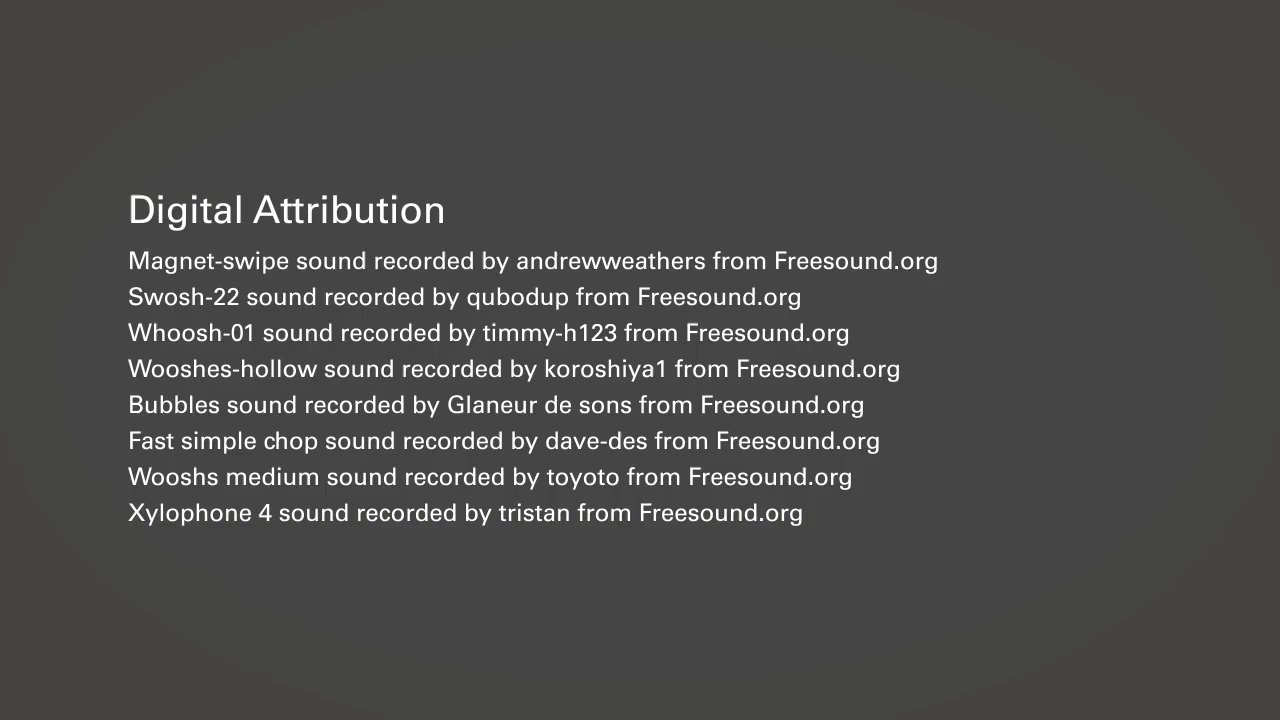 Digital Attribution
Magnet-swipe sound recorded by andrewweathers from Freesound.org
Swosh-22 sound recorded by qubodup from Freesound.org
Whoosh-01 sound recorded by timmy-h123 from Freesound.org
Wooshes-hollow sound recorded by koroshiya1 from Freesound.org
Bubbles sound recorded by Glaneur de sons from Freesound.org
Fast simple chop sound recorded by dave-des from Freesound.org
Wooshs medium sound recorded by toyoto from Freesound.org
Xylophone 4 sound recorded by tristan from Freesound.org